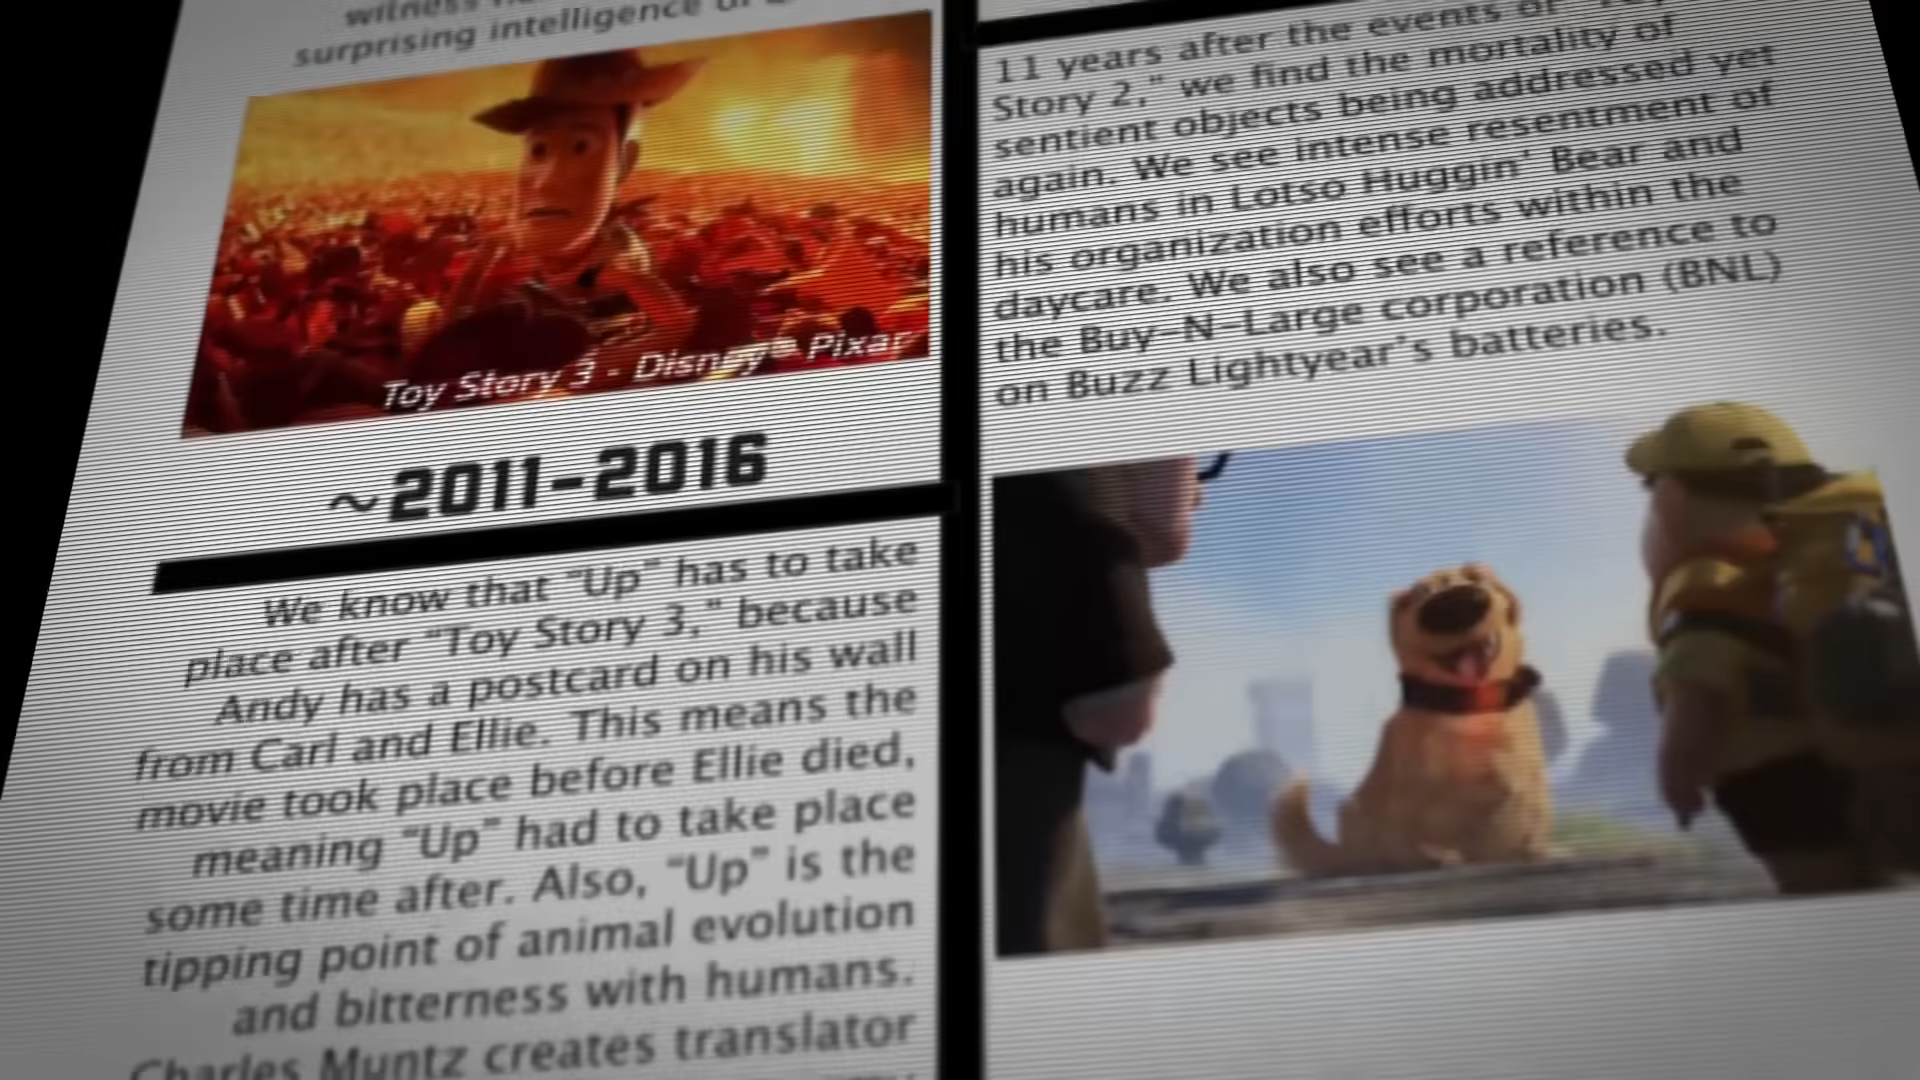 surprising intelligence of
Toy Story 3 - Disney Pixar
~2011-2016
We know that "Up" has to take
place after "Toy Story 3," because
Andy has a postcard on his wall
from Carl and Ellie. This means the
movie took place before Ellie died,
meaning "Up" had to take place
some time after. Also, "Up" is the
tipping point of animal evolution
and bitterness with humans.
Charles Muntz creates translator
11 years after the events of "Toy
Story 2," we find the mortality of
sentient objects being addressed yet
again. We see intense resentment of
humans in Lotso Huggin' Bear and
his organization efforts within the
daycare. We also see a reference to
the Buy-N-Large corporation (BNL)
on Buzz Lightyear's batteries.